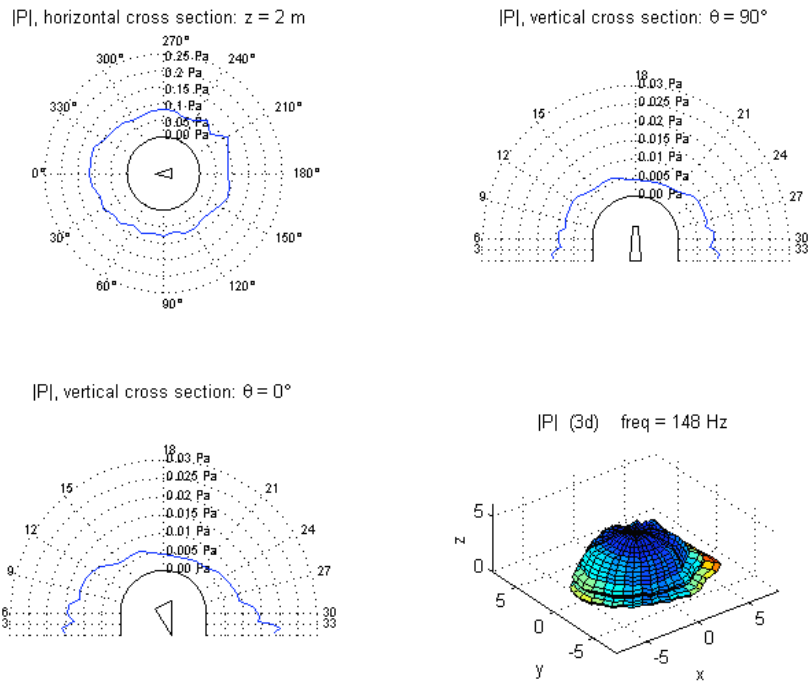 |P|, horizontal cross section: z = 2 m
270°
300°
0.25 Pa
240°
0.2 Pa
0.15 Pa
330°
0.1 Pa
210°
0.05 Pa
0.00 Pa
0°
180°
30°
150°
60°
120°
90°
|P|, vertical cross section: θ = 90°
18
0.03 Pa
15
0.025 Pa
21
0.02 Pa
12
0.015 Pa
24
0.01 Pa
9
0.005 Pa
27
0.00 Pa
6
30
3
33
|P|, vertical cross section: θ = 0°
18
0.03 Pa
15
0.025 Pa
21
0.02 Pa
12
0.015 Pa
24
0.01 Pa
9
0.005 Pa
27
0.00 Pa
6
30
3
33
|P| (3d) freq = 148 Hz
5
z
0
5
0
-5
y
-5
0
5
x